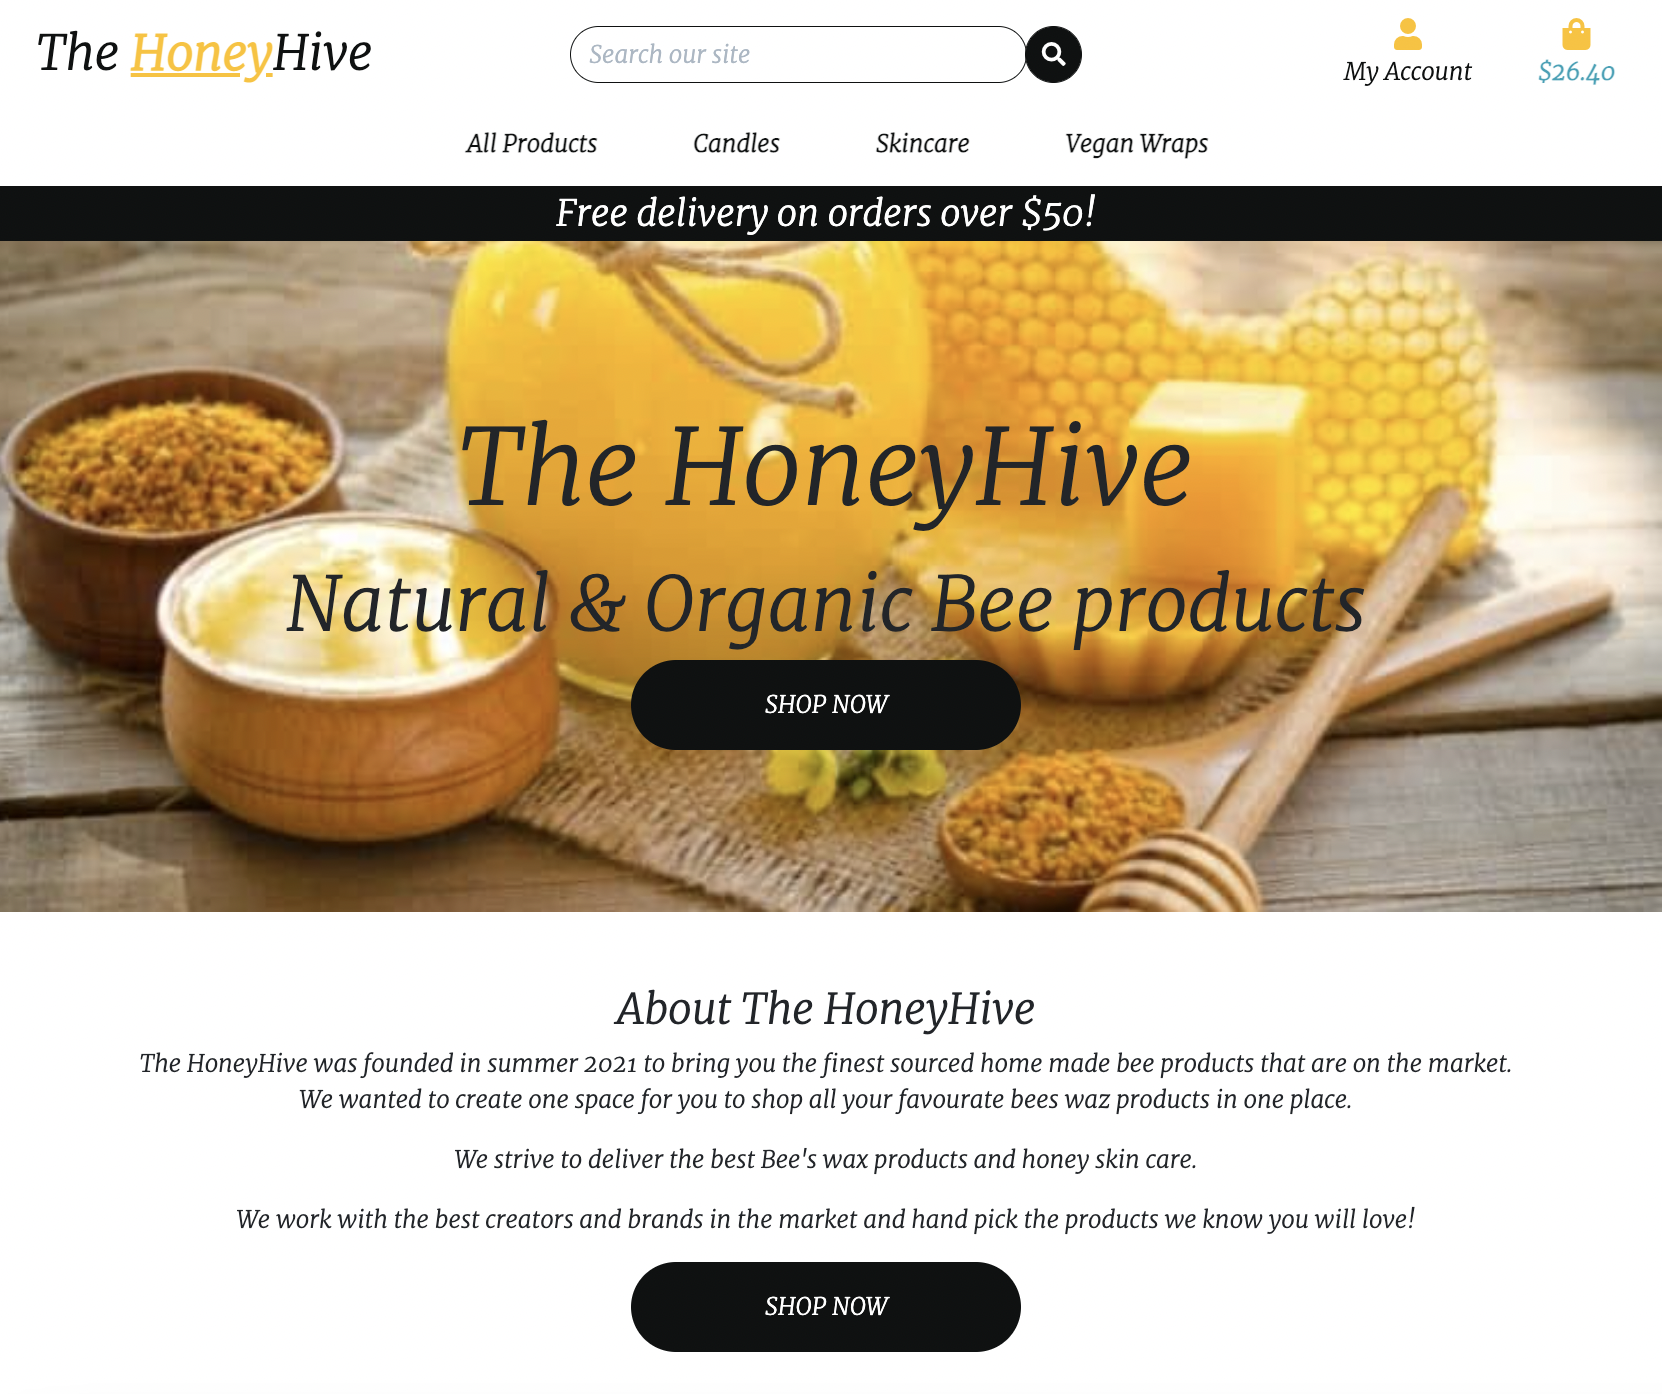 The HoneyHive
Search our site
My Account
$26.40
All Products
Candles
Skincare
Vegan Wraps
Free delivery on orders over $50!
The HoneyHive
Natural & Organic Bee products
SHOP NOW
About The HoneyHive
The HoneyHive was founded in summer 2021 to bring you the finest sourced home made bee products that are on the market.
We wanted to create one space for you to shop all your favourate bees waz products in one place.
We strive to deliver the best Bee's wax products and honey skin care.
We work with the best creators and brands in the market and hand pick the products we know you will love!
SHOP NOW